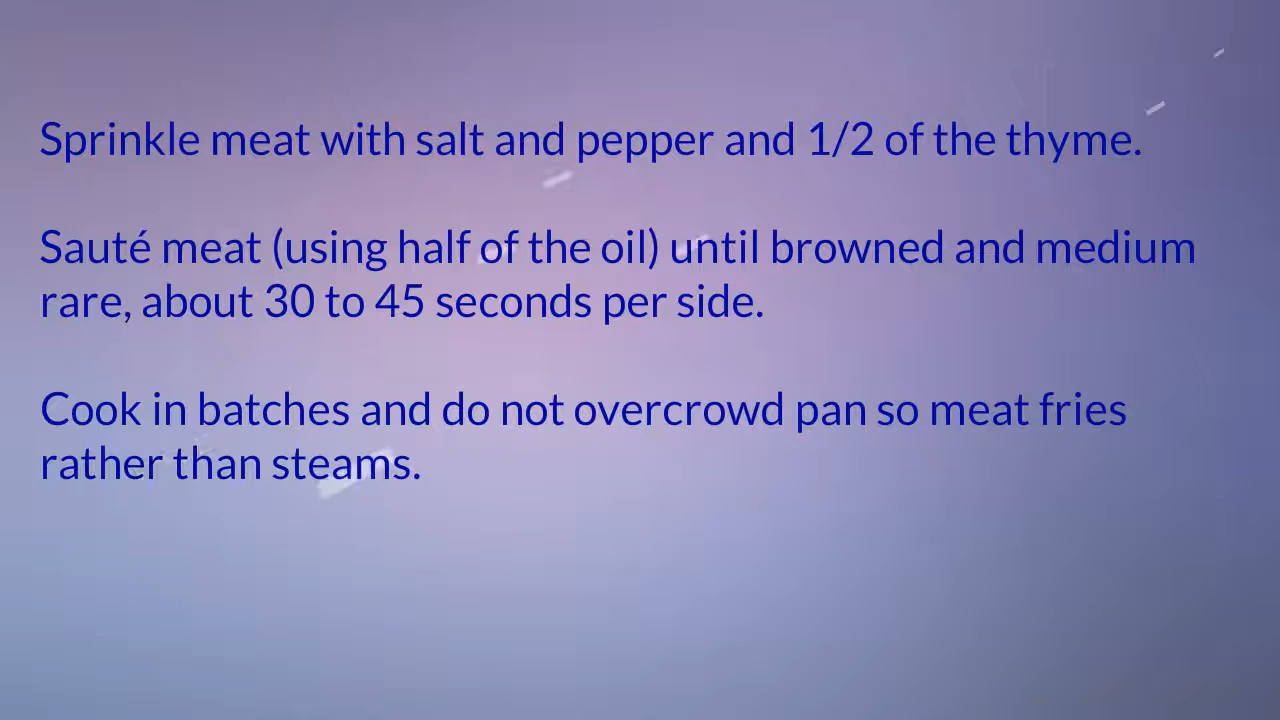 Sprinkle meat with salt and pepper and 1/2 of the thyme.
Sauté meat (using half of the oil) until browned and medium
rare, about 30 to 45 seconds per side.
Cook in batches and do not overcrowd pan so meat fries
rather than steams.